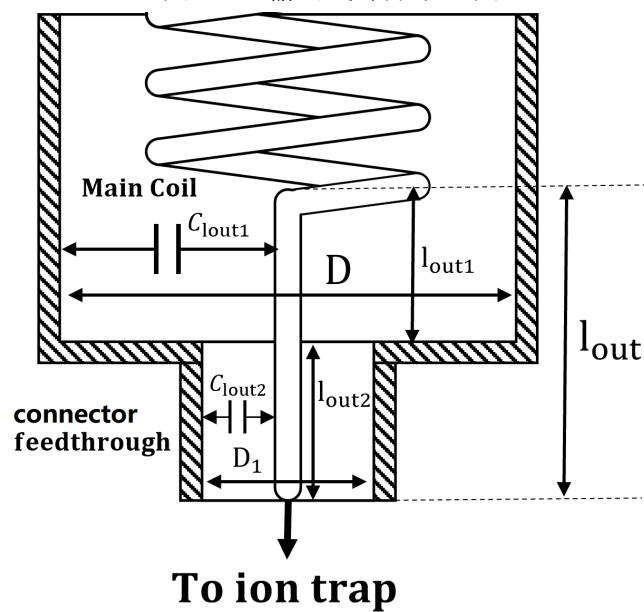 Main Coil
C_lout1
l_out1
D
l_out
C_lout2
l_out2
connector
feedthrough
D_1
To ion trap